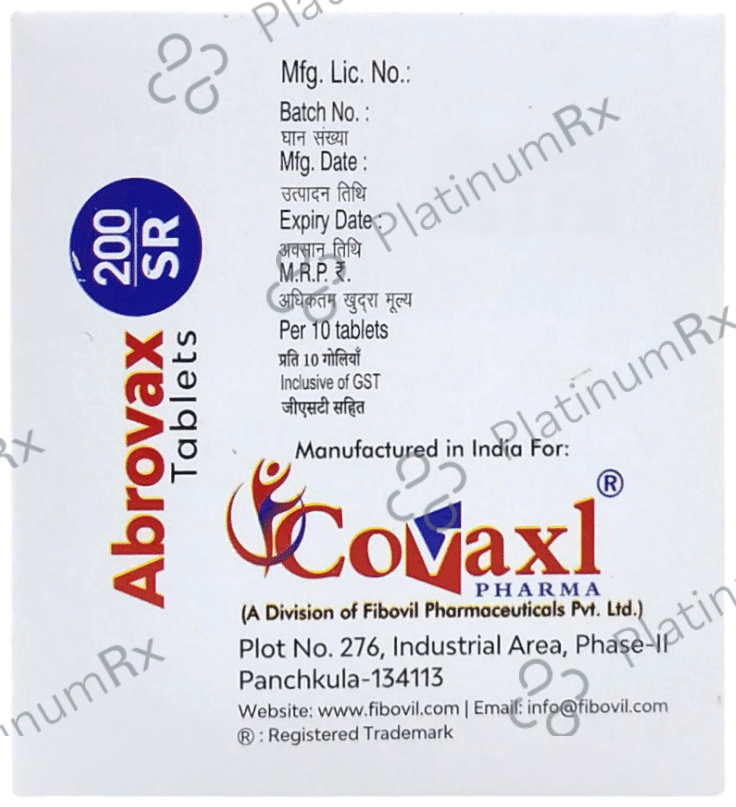 Mfg. Lic. No.:
Batch No. :
घान संख्या
Mfg. Date :
उत्पादन तिथि
Expiry Date :
अवसान तिथि
M.R.P. ₹.
अधिकतम खुदरा मूल्य
Per 10 tablets
प्रति 10 गोलियाँ
Inclusive of GST
जीएसटी सहित
Abrovax
Tablets
200
SR
Manufactured in India For:
Covaxl ®
PHARMA
(A Division of Fibovil Pharmaceuticals Pvt. Ltd.)
Plot No. 276, Industrial Area, Phase-II
Panchkula-134113
Website: www.fibovil.com | Email: info@fibovil.com
® : Registered Trademark
PlatinumRx
PlatinumRx